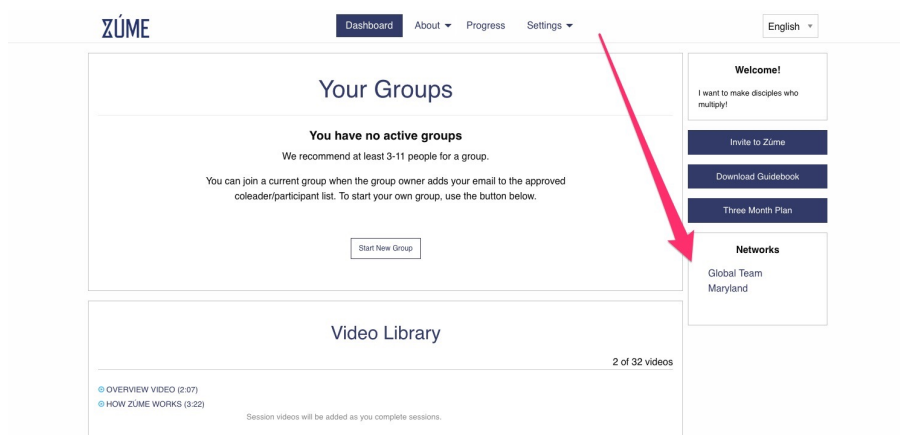 ZÚME
Dashboard
About
Progress
Settings
English
Your Groups
You have no active groups
We recommend at least 3-11 people for a group.
You can join a current group when the group owner adds your email to the approved
coleader/participant list. To start your own group, use the button below.
Start New Group
Video Library
2 of 32 videos
OVERVIEW VIDEO (2:07)
HOW ZÚME WORKS (3:22)
Session videos will be added as you complete sessions.
Welcome!
I want to make disciples who
multiply!
Invite to Zúme
Download Guidebook
Three Month Plan
Networks
Global Team
Maryland